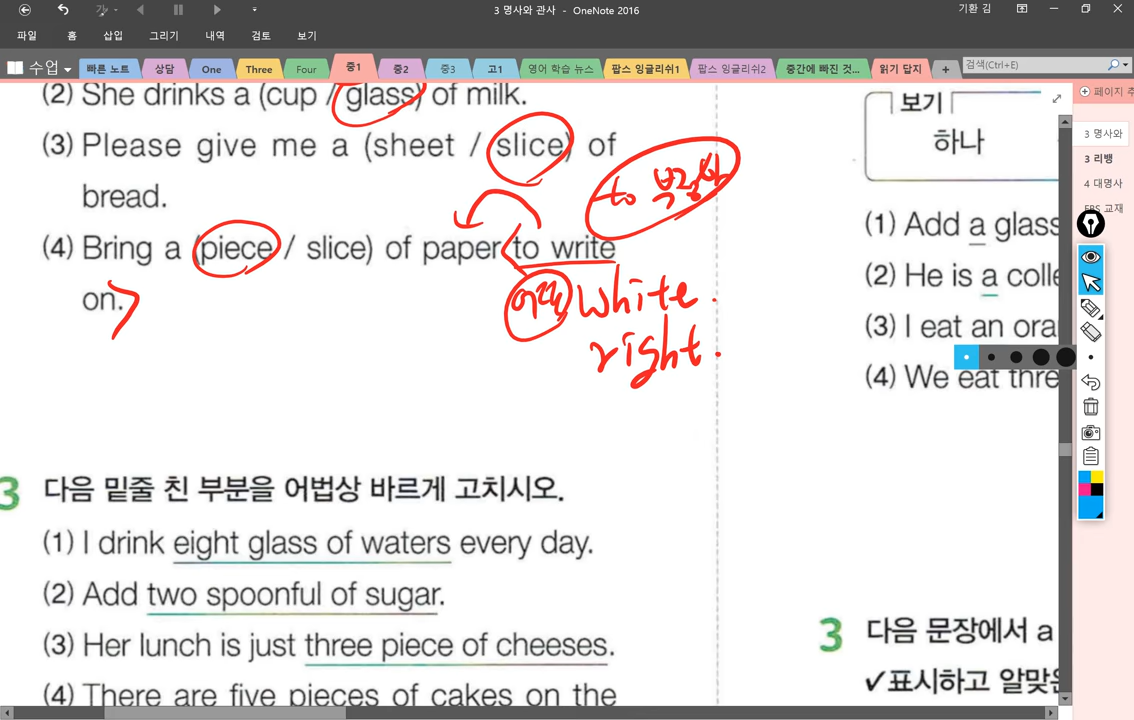 3 명사와 관사 - OneNote 2016
기환 김
파일 홈 삽입 그리기 내역 검토 보기
수업 빠른 노트 상담 One Three Four 중1 중2 중3 고1 영어 학습 뉴스 팝스 잉글리쉬1 팝스 잉글리쉬2 중간에 빠진 것... 읽기 답지 + 검색(Ctrl+E)
페이지 추
3 명사와
3 리뱅
4 대명사
EBS 교재
(2) She drinks a (cup / glass) of milk.
(3) Please give me a (sheet / slice) of
bread.
to
(4) Bring a (piece / slice) of paper to write
on.
white.
right.
3 다음 밑줄 친 부분을 어법상 바르게 고치시오.
(1) I drink eight glass of waters every day.
(2) Add two spoonful of sugar.
(3) Her lunch is just three piece of cheeses.
(4) There are five pieces of cakes on the
보기
하나
(1) Add a glass
(2) He is a colle
(3) I eat an ora
(4) We eat thre
3 다음 문장에서 a
✓표시하고 알맞은